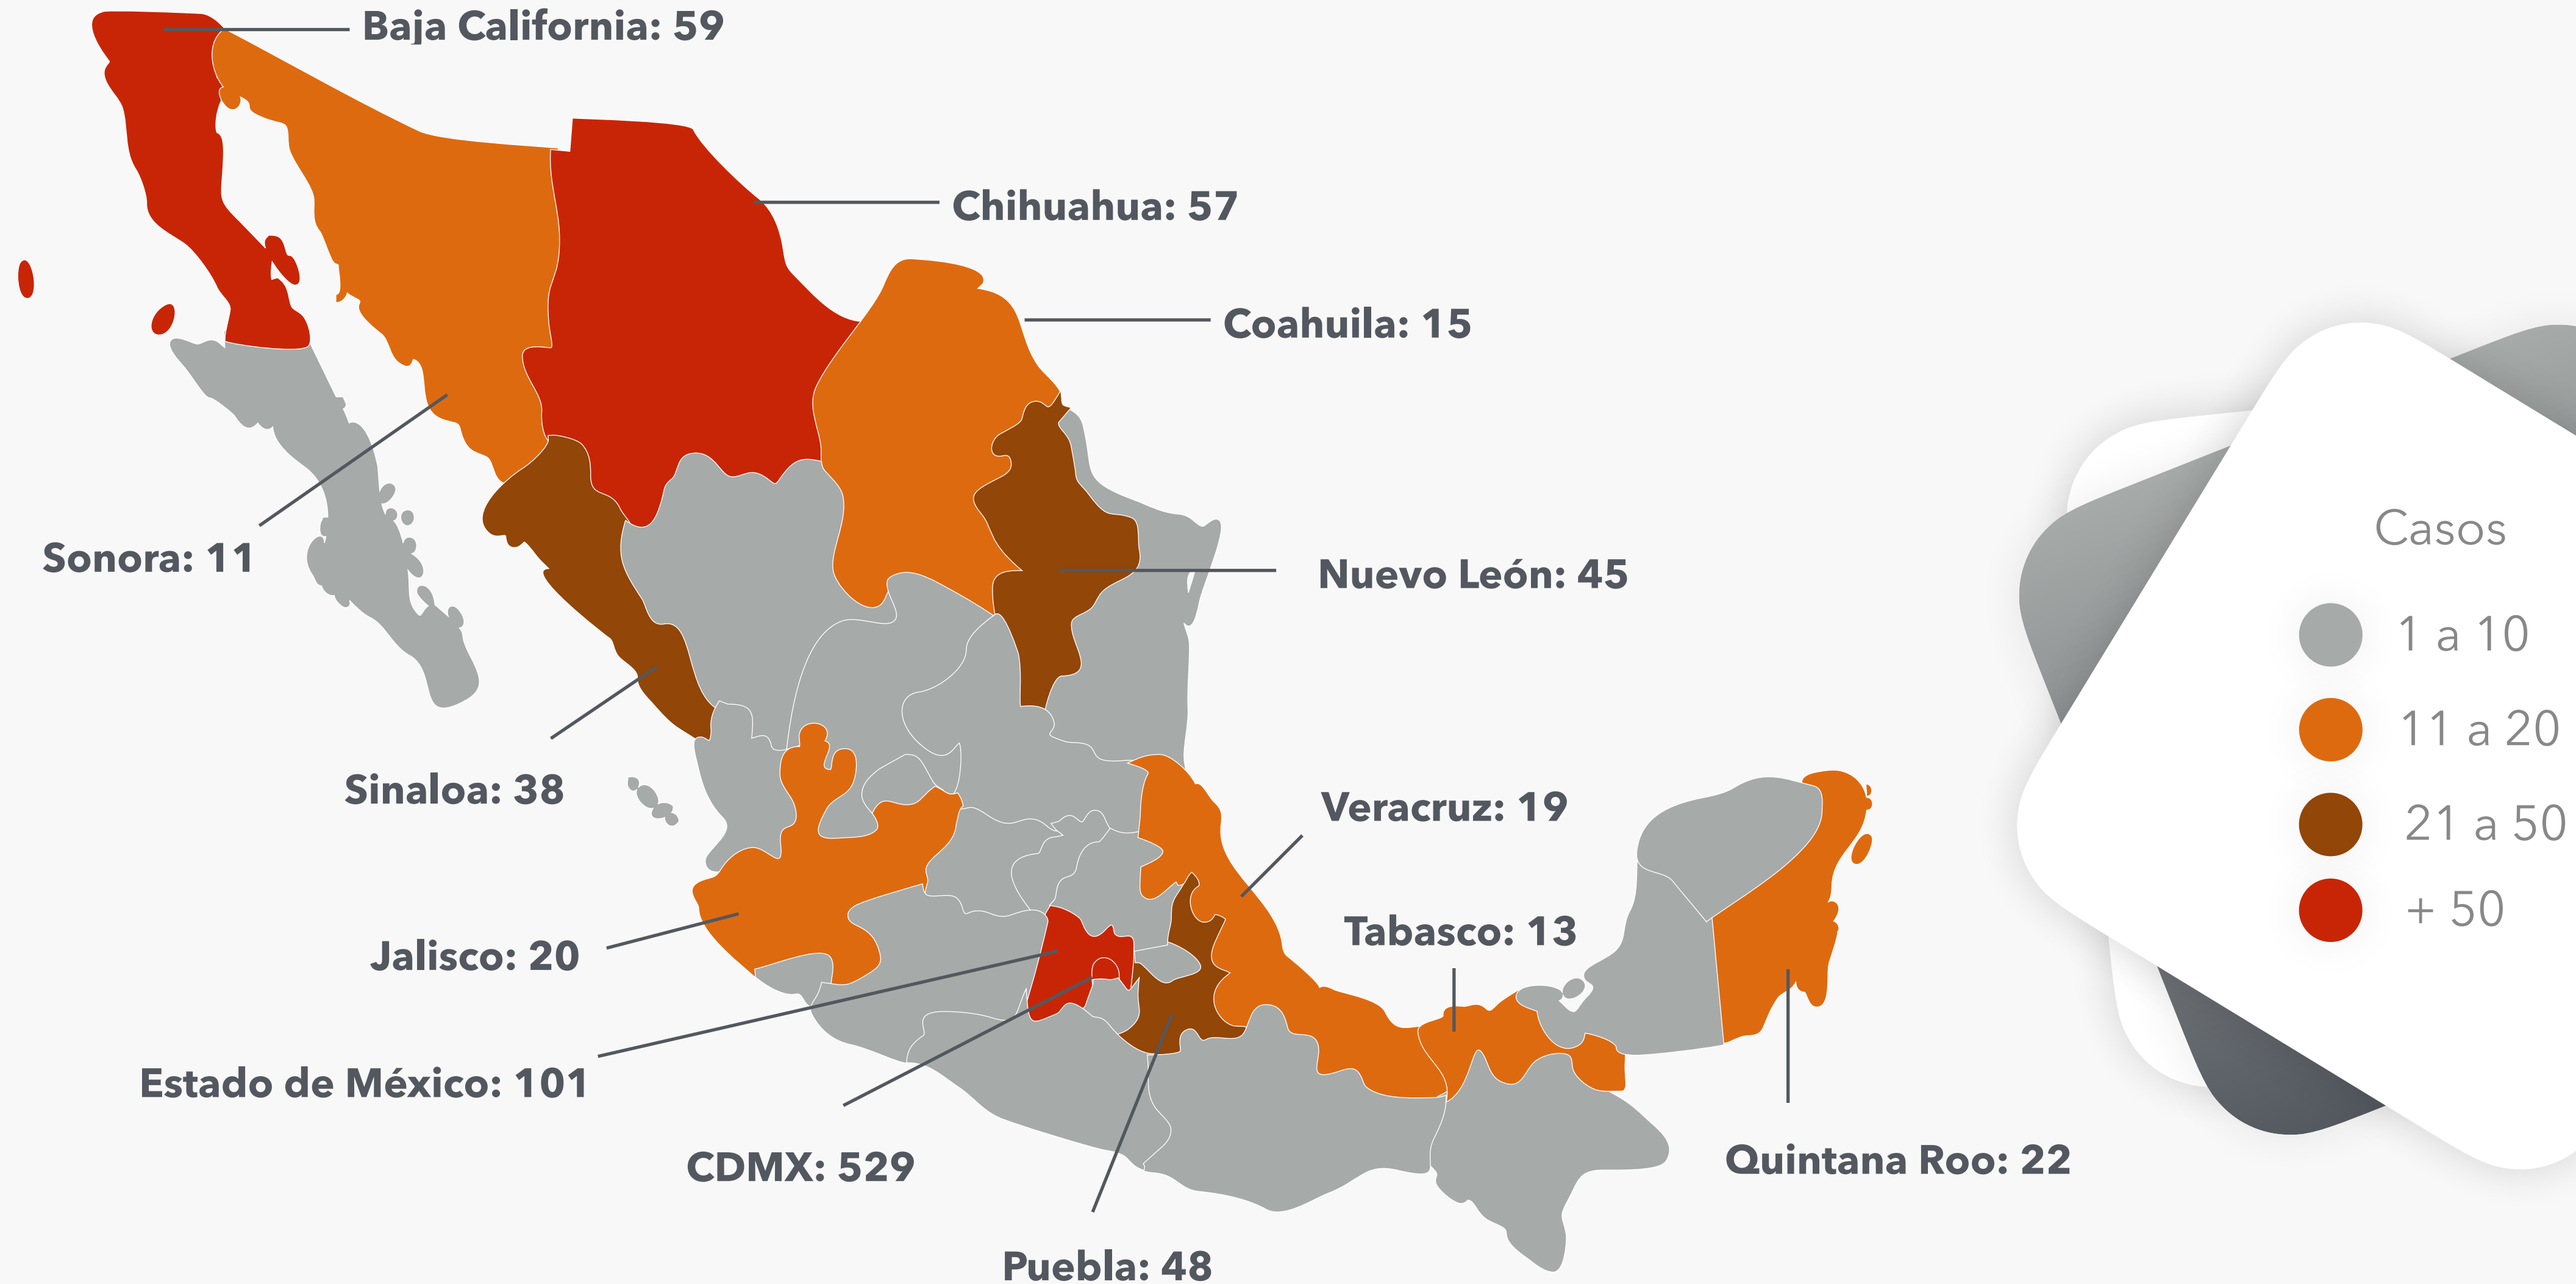 Baja California: 59
Chihuahua: 57
Coahuila: 15
Sonora: 11
Nuevo León: 45
Sinaloa: 38
Veracruz: 19
Tabasco: 13
Jalisco: 20
Estado de México: 101
CDMX: 529
Quintana Roo: 22
Puebla: 48
Casos
1 a 10
11 a 20
21 a 50
+ 50